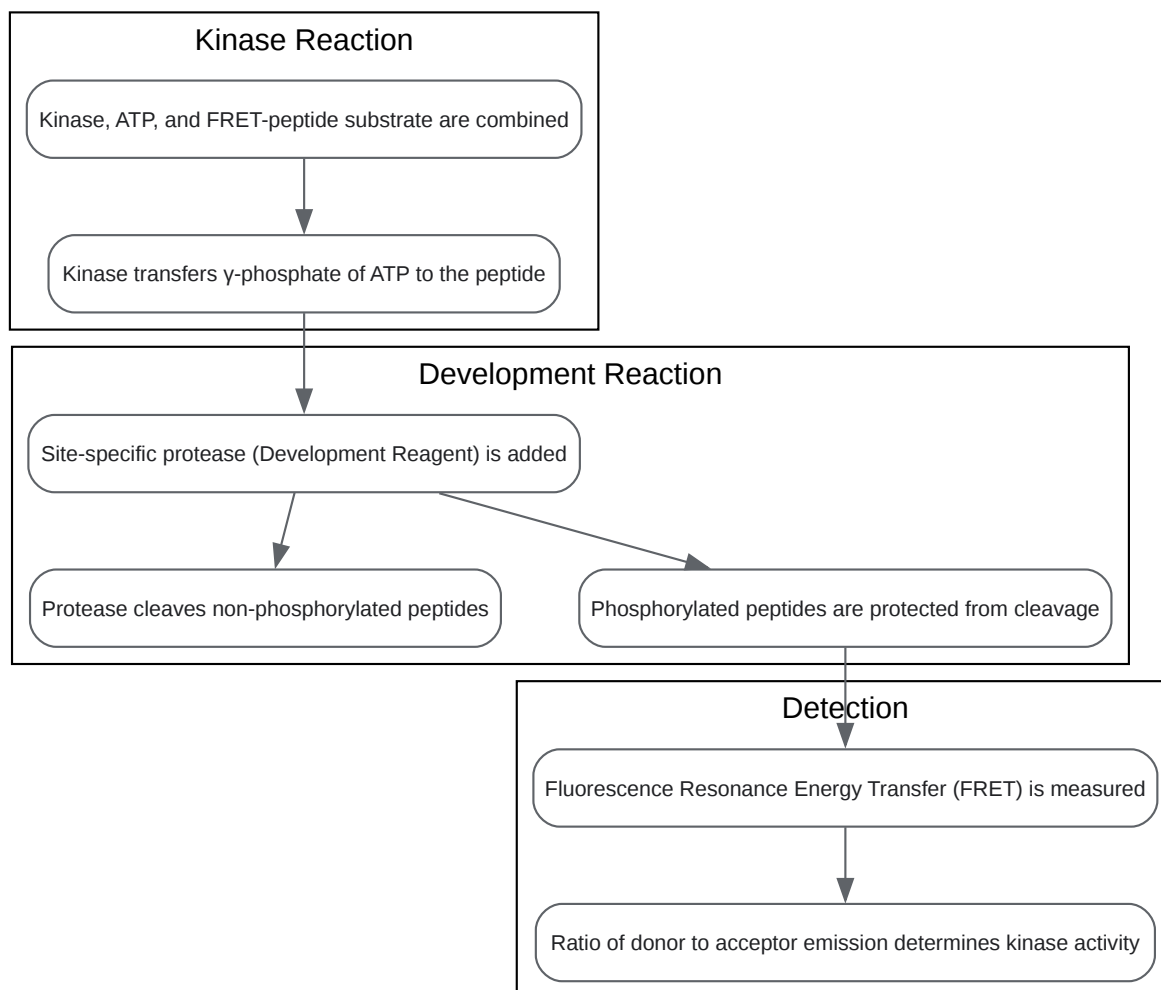 Kinase Reaction
Kinase, ATP, and FRET-peptide substrate are combined
Kinase transfers γ-phosphate of ATP to the peptide
Development Reaction
Site-specific protease (Development Reagent) is added
Protease cleaves non-phosphorylated peptides
Phosphorylated peptides are protected from cleavage
Detection
Fluorescence Resonance Energy Transfer (FRET) is measured
Ratio of donor to acceptor emission determines kinase activity